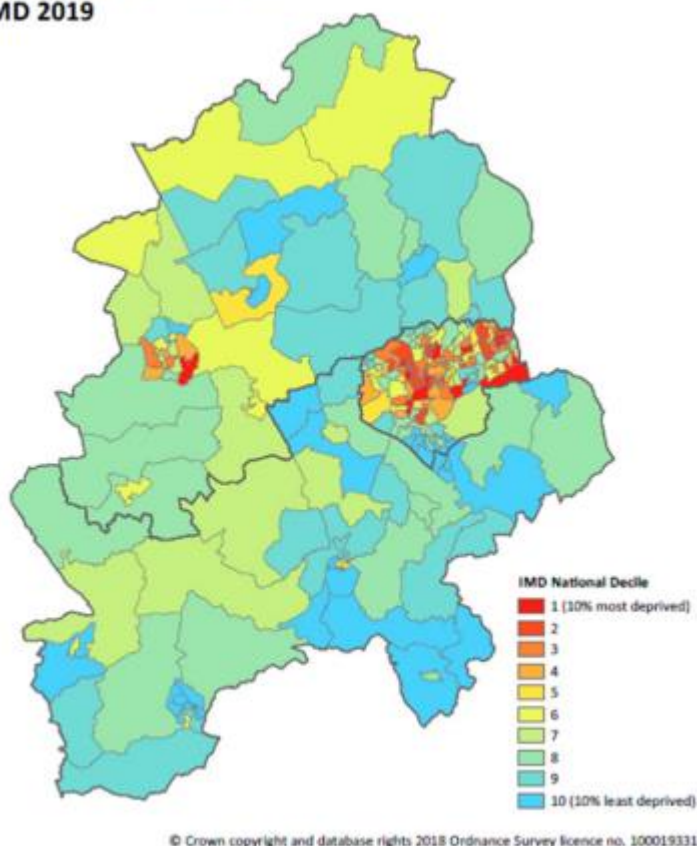 MD 2019
IMD National Decile
1 (10% most deprived)
2
3
4
5
6
7
8
9
10 (10% least deprived)
© Crown copyright and database rights 2018 Ordnance Survey licence no. 100019331